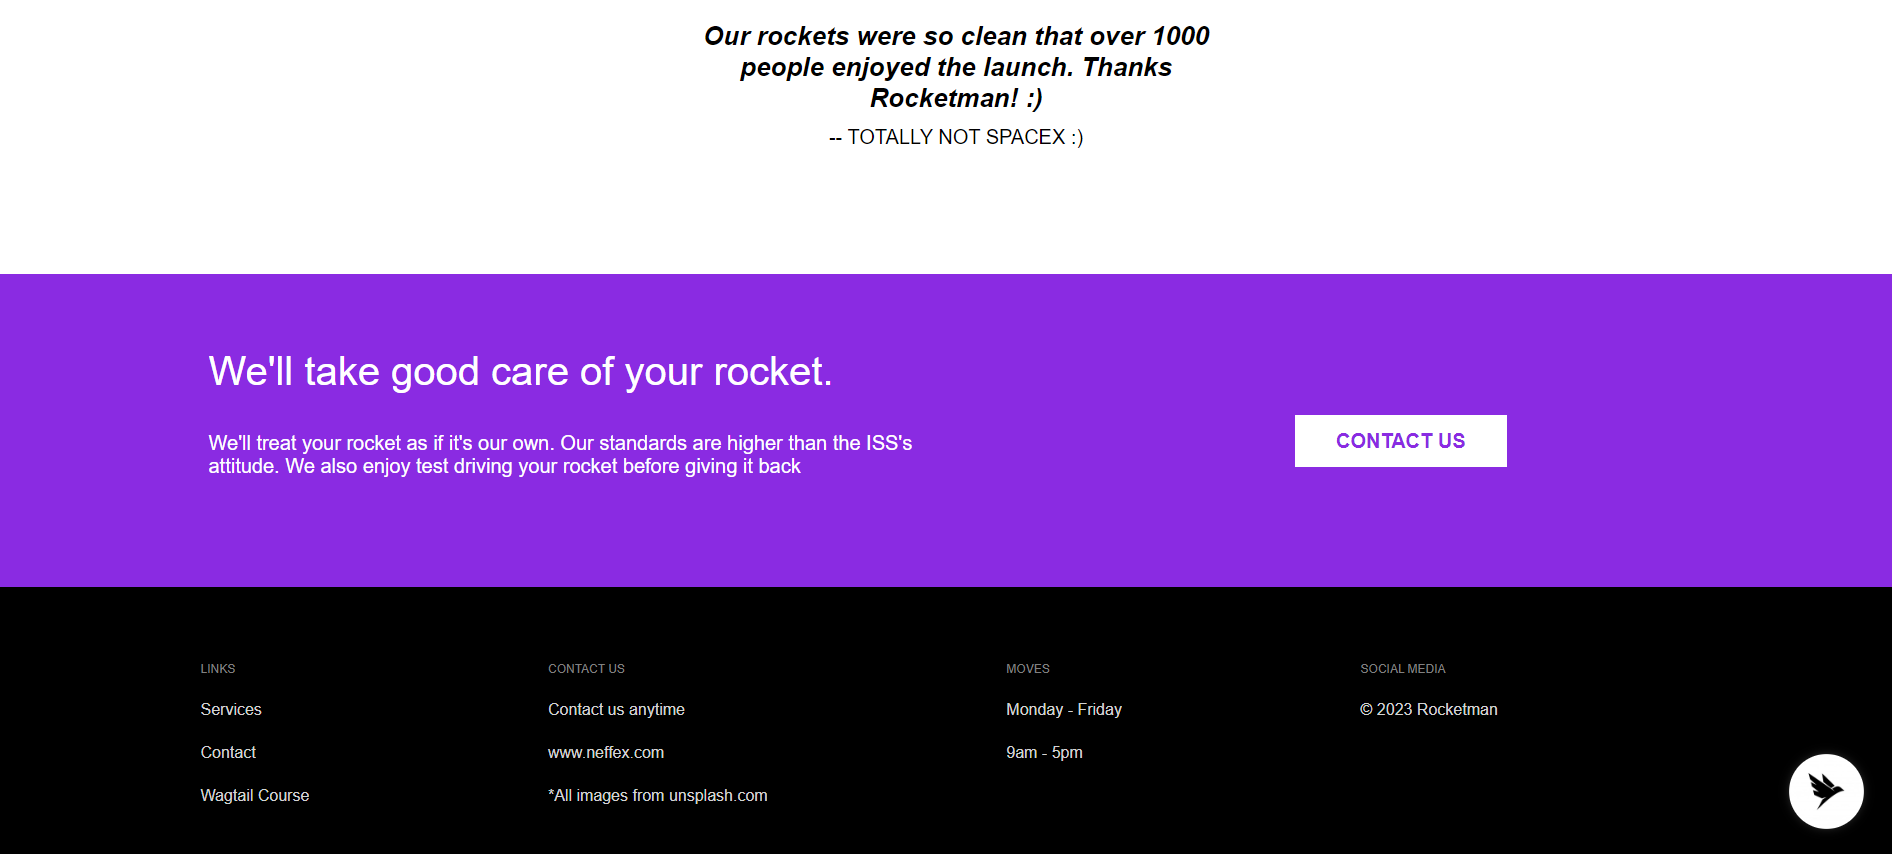 Our rockets were so clean that over 1000
people enjoyed the launch. Thanks
Rocketman! :)
-- TOTALLY NOT SPACEX :)
We'll take good care of your rocket.
We'll treat your rocket as if it's our own. Our standards are higher than the ISS's
attitude. We also enjoy test driving your rocket before giving it back
CONTACT US
LINKS
Services
Contact
Wagtail Course
CONTACT US
Contact us anytime
www.neffex.com
*All images from unsplash.com
MOVES
Monday - Friday
9am - 5pm
SOCIAL MEDIA
© 2023 Rocketman